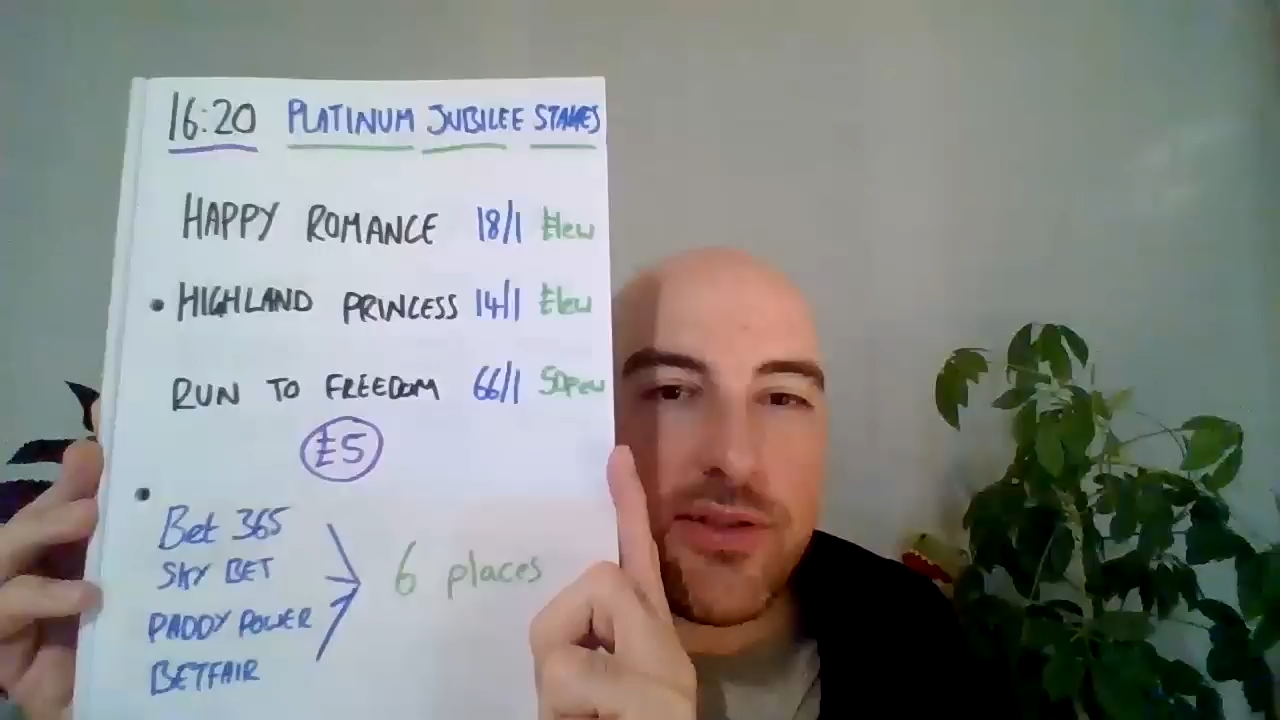 16:20 PLATINUM JUBILEE STAKES
HAPPY ROMANCE 18/1 £1ew
• HIGHLAND PRINCESS 14/1 £1ew
RUN TO FREEDOM 66/1 50Pew
£5
•
Bet 365
SKY BET
6 places
PADDY POWER
BETFAIR